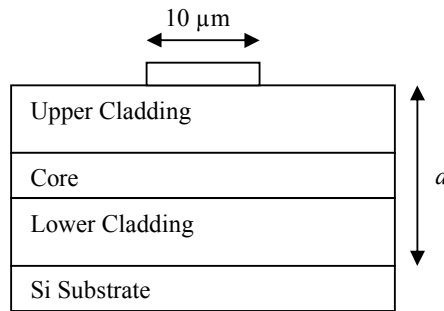 10 µm
Upper Cladding
Core
d
Lower Cladding
Si Substrate